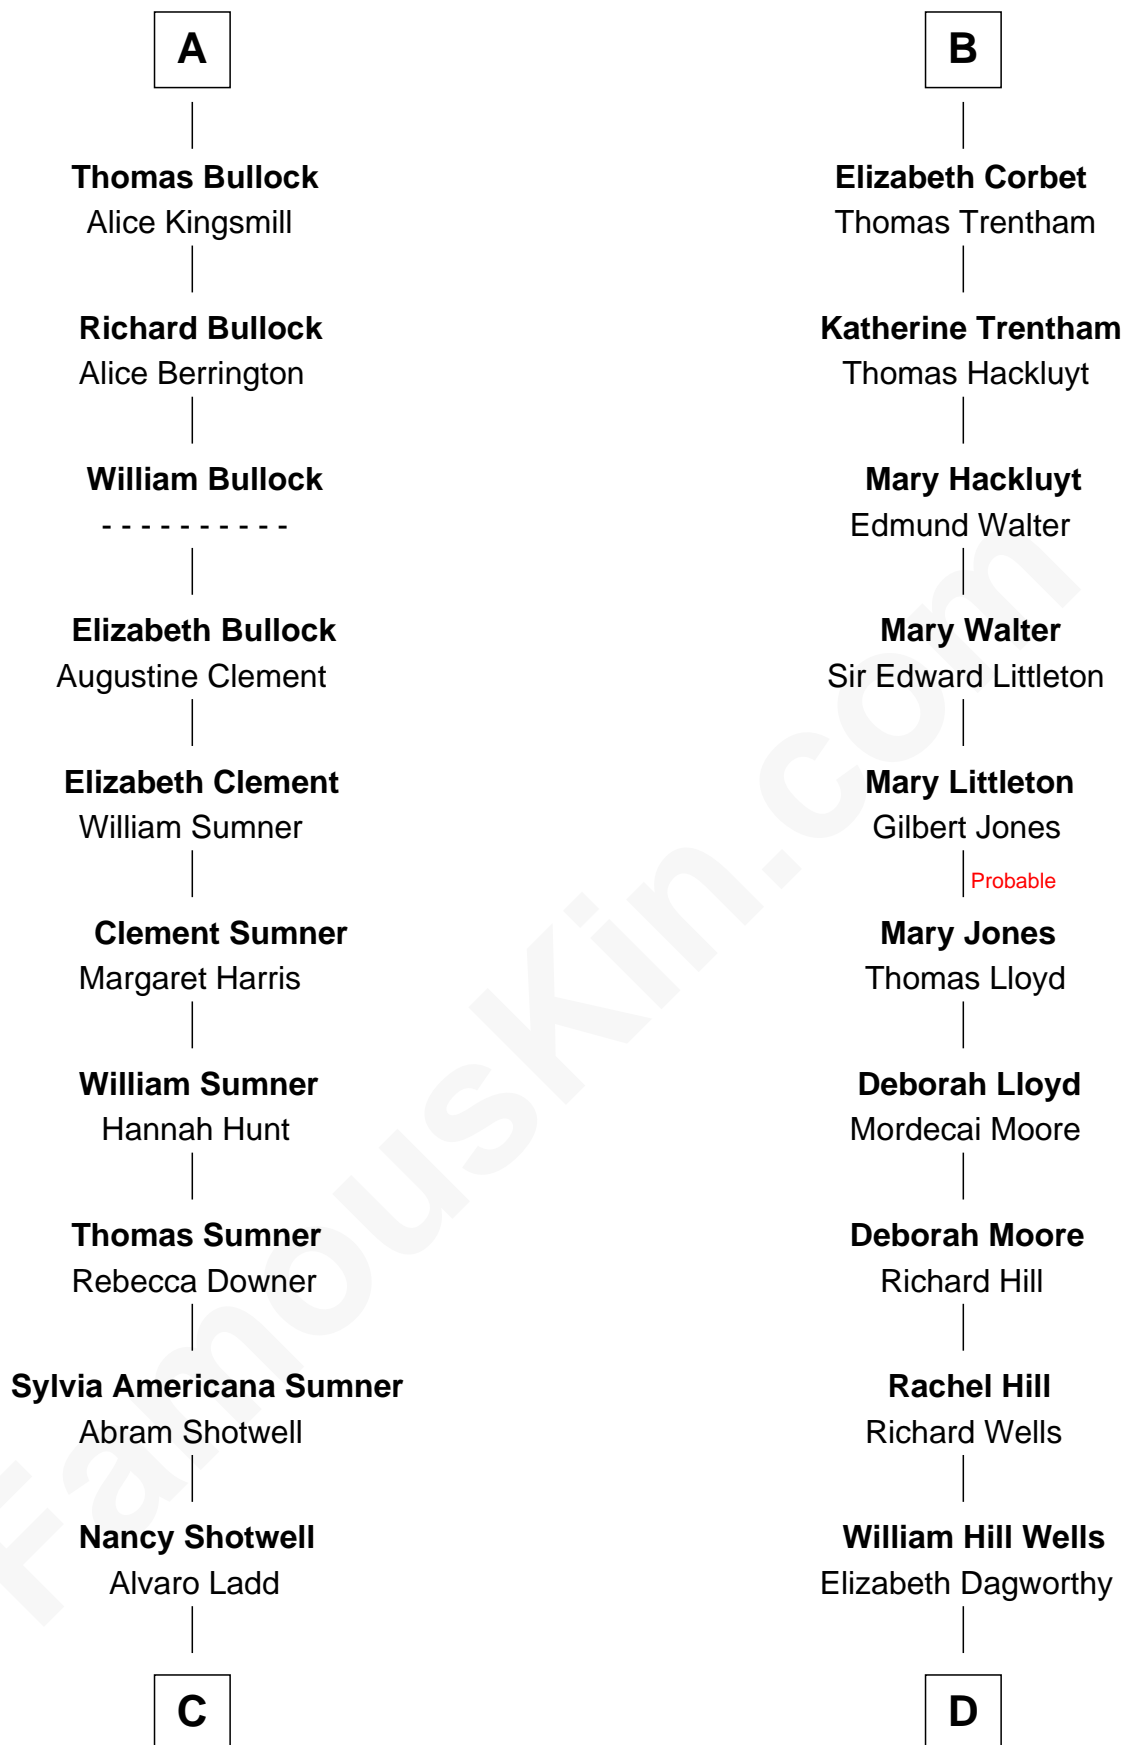 A
Thomas Bullock
Alice Kingsmill
Richard Bullock
Alice Berrington
William Bullock
- - - - - - - - - -
Elizabeth Bullock
Augustine Clement
Elizabeth Clement
William Sumner
Clement Sumner
Margaret Harris
William Sumner
Hannah Hunt
Thomas Sumner
Rebecca Downer
Sylvia Americana Sumner
Abram Shotwell
Nancy Shotwell
Alvaro Ladd
C
B
Elizabeth Corbet
Thomas Trentham
Katherine Trentham
Thomas Hackluyt
Mary Hackluyt
Edmund Walter
Mary Walter
Sir Edward Littleton
Mary Littleton
Gilbert Jones
Probable
Mary Jones
Thomas Lloyd
Deborah Lloyd
Mordecai Moore
Deborah Moore
Richard Hill
Rachel Hill
Richard Wells
William Hill Wells
Elizabeth Dagworthy
D
FamousKin.com